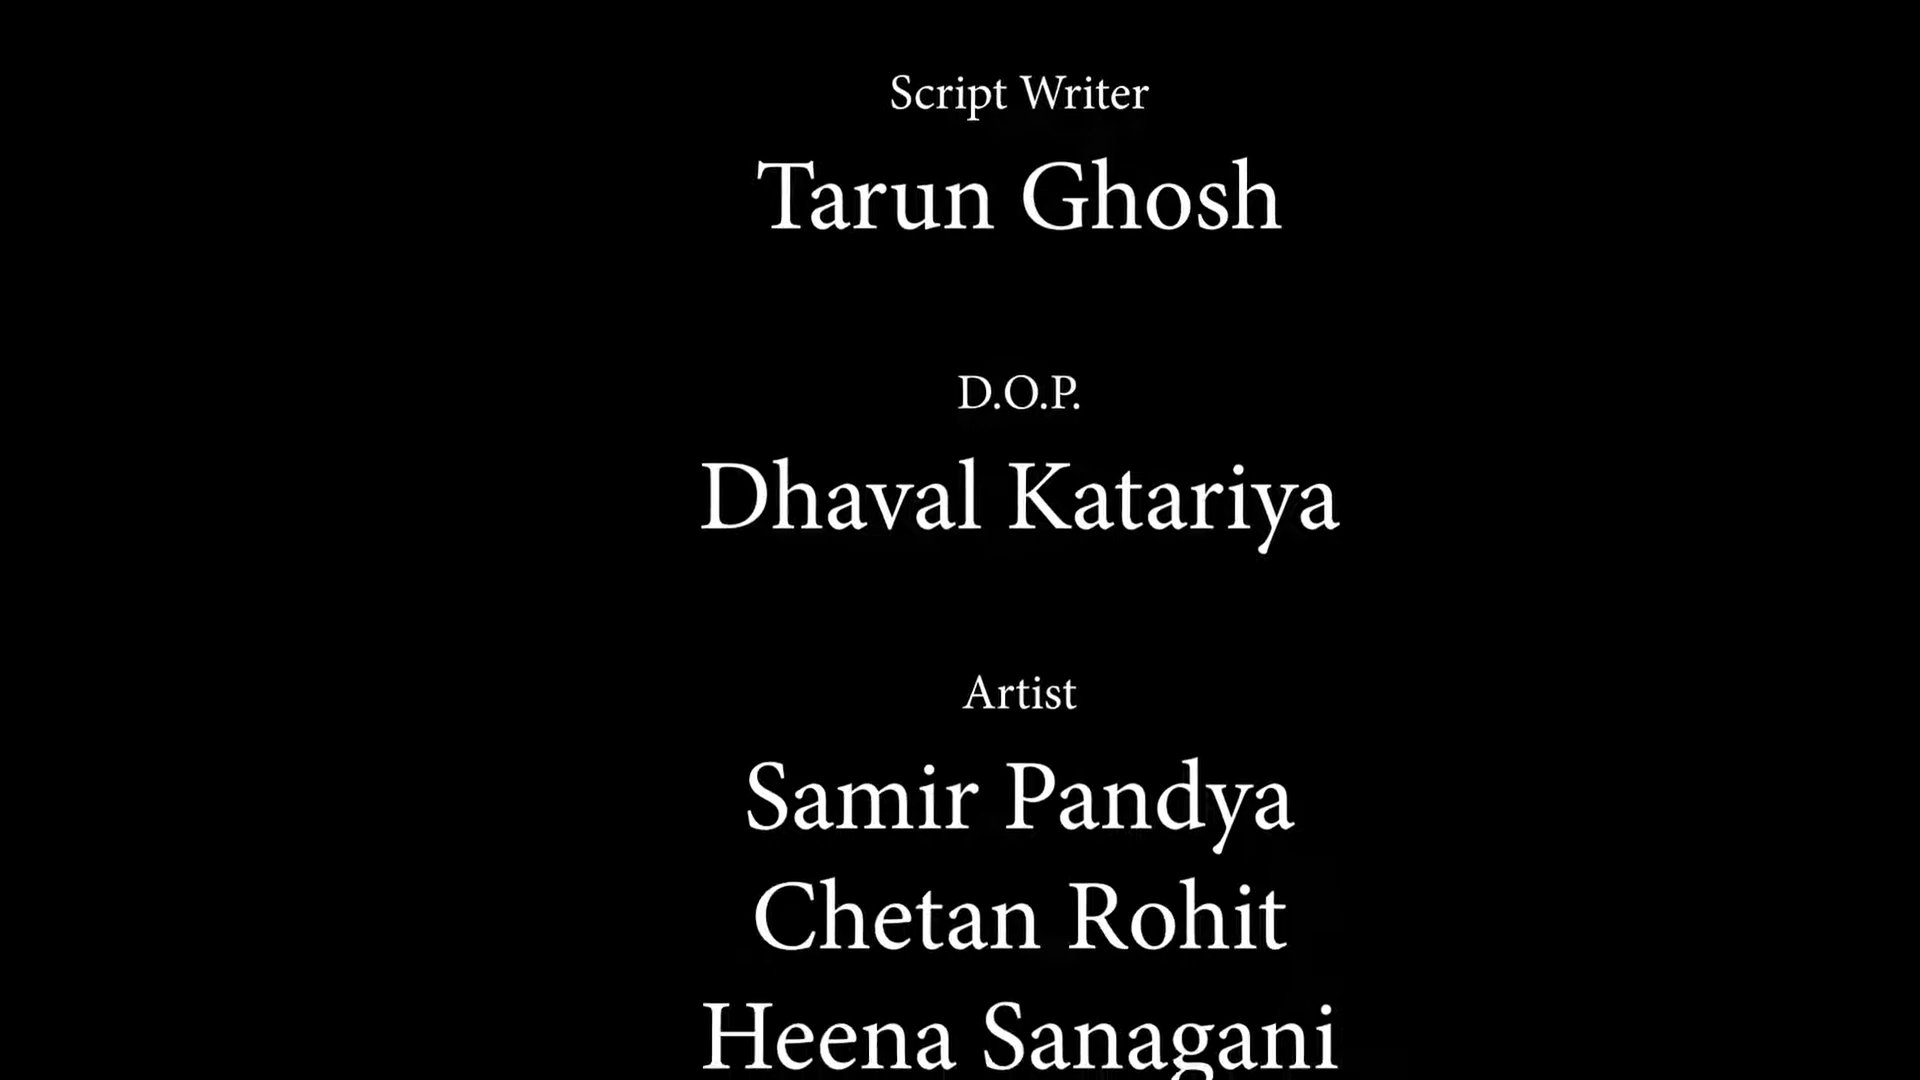 Script Writer
Tarun Ghosh
D.O.P.
Dhaval Katariya
Artist
Samir Pandya
Chetan Rohit
Heena Sanagani